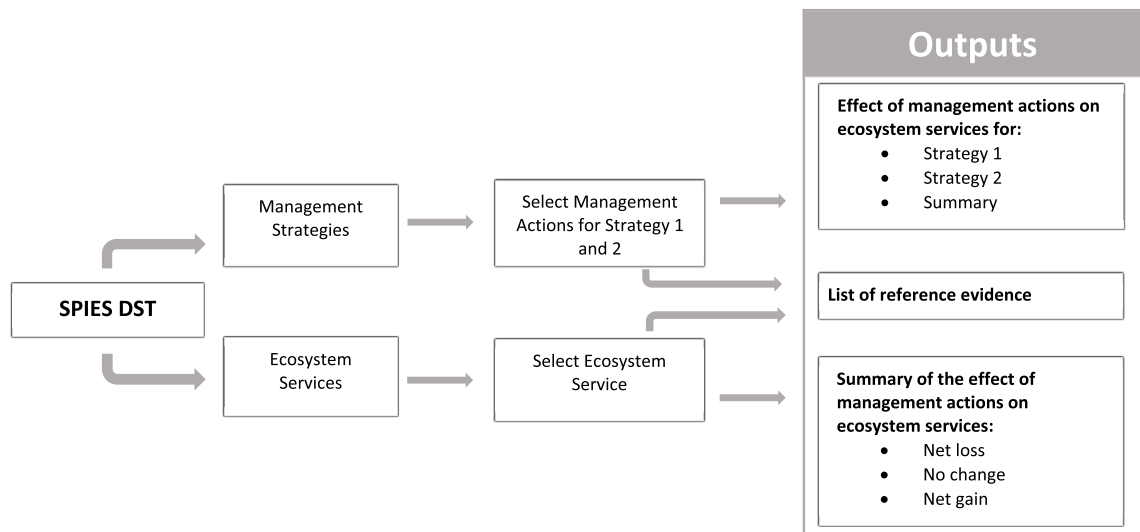 SPIES DST
Management
Strategies
Select Management
Actions for Strategy 1
and 2
Ecosystem
Services
Select Ecosystem
Service
Outputs
Effect of management actions on
ecosystem services for:
• Strategy 1
• Strategy 2
• Summary
List of reference evidence
Summary of the effect of
management actions on
ecosystem services:
• Net loss
• No change
• Net gain